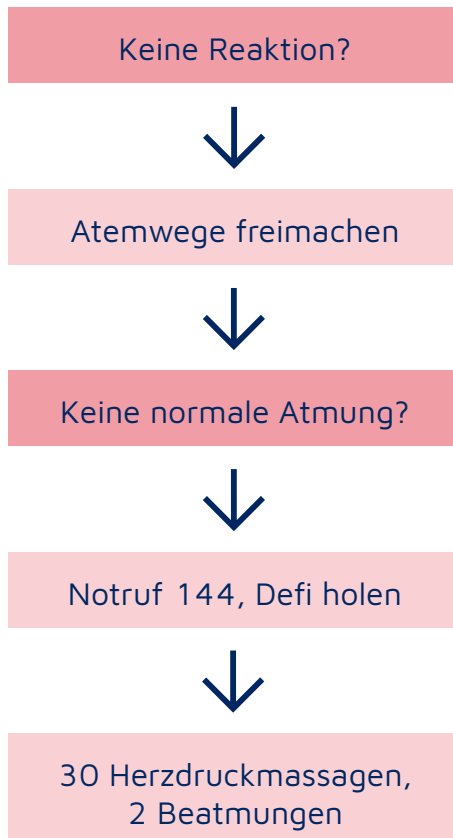 Keine Reaktion?
Atemwege freimachen
Keine normale Atmung?
Notruf 144, Defi holen
30 Herzdruckmassagen,
2 Beatmungen